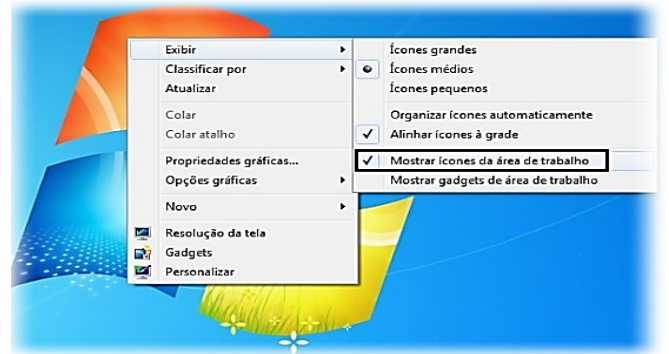 Exibir
Classificar por
Atualizar
Colar
Colar atalho
Propriedades gráficas...
Opções gráficas
Novo
Resolução da tela
Gadgets
Personalizar
Ícones grandes
Ícones médios
Ícones pequenos
Organizar ícones automaticamente
Alinhar ícones à grade
Mostrar ícones da área de trabalho
Mostrar gadgets de área de trabalho